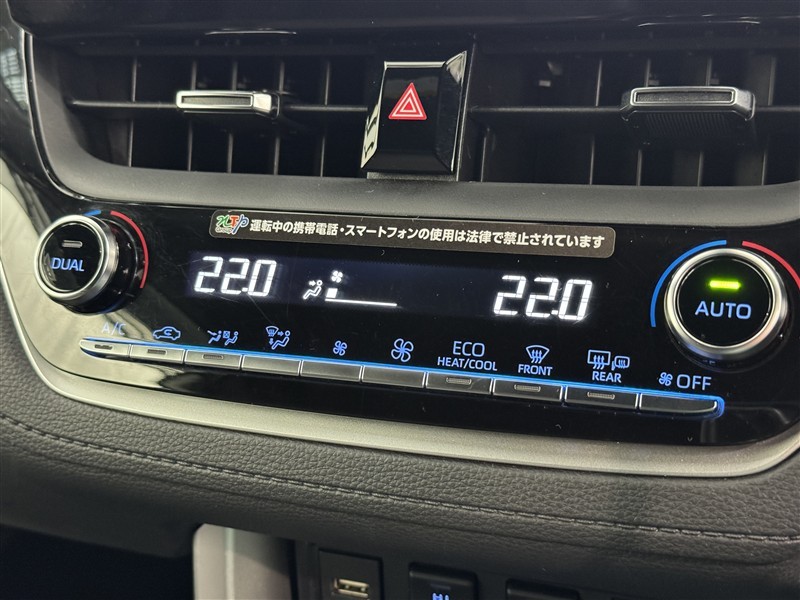 運転中の携帯電話・スマートフォンの使用は法律で禁止されています
DUAL
22.0
22.0
AUTO
A/C
ECO
HEAT/COOL
FRONT
REAR
OFF